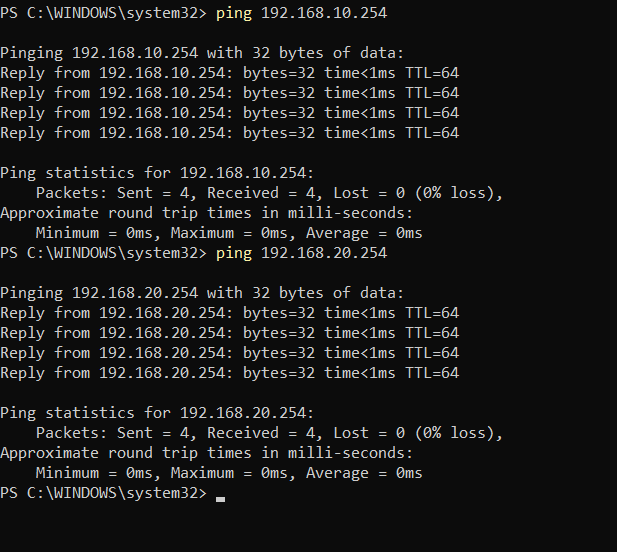 PS C:\WINDOWS\system32> ping 192.168.10.254
Pinging 192.168.10.254 with 32 bytes of data:
Reply from 192.168.10.254: bytes=32 time<1ms TTL=64
Reply from 192.168.10.254: bytes=32 time<1ms TTL=64
Reply from 192.168.10.254: bytes=32 time<1ms TTL=64
Reply from 192.168.10.254: bytes=32 time<1ms TTL=64
Ping statistics for 192.168.10.254:
    Packets: Sent = 4, Received = 4, Lost = 0 (0% loss),
Approximate round trip times in milli-seconds:
    Minimum = 0ms, Maximum = 0ms, Average = 0ms
PS C:\WINDOWS\system32> ping 192.168.20.254
Pinging 192.168.20.254 with 32 bytes of data:
Reply from 192.168.20.254: bytes=32 time<1ms TTL=64
Reply from 192.168.20.254: bytes=32 time<1ms TTL=64
Reply from 192.168.20.254: bytes=32 time<1ms TTL=64
Reply from 192.168.20.254: bytes=32 time<1ms TTL=64
Ping statistics for 192.168.20.254:
    Packets: Sent = 4, Received = 4, Lost = 0 (0% loss),
Approximate round trip times in milli-seconds:
    Minimum = 0ms, Maximum = 0ms, Average = 0ms
PS C:\WINDOWS\system32>